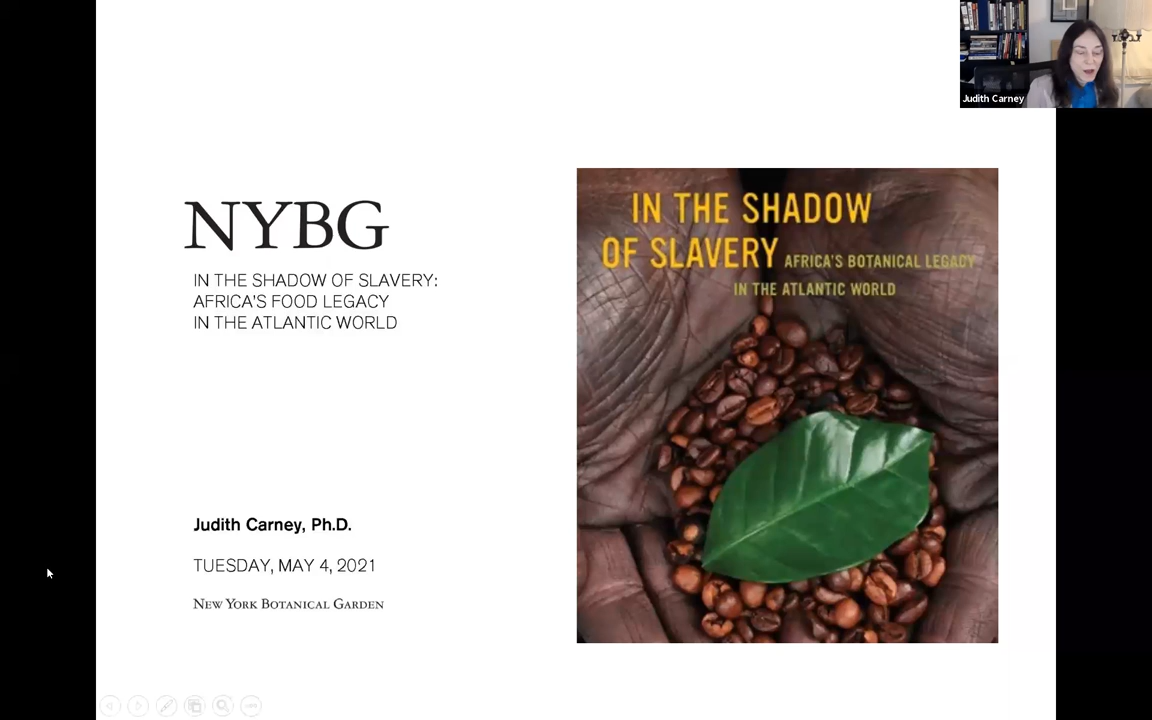 Judith Carney
NYBG
IN THE SHADOW OF SLAVERY:
AFRICA'S FOOD LEGACY
IN THE ATLANTIC WORLD
Judith Carney, Ph.D.
TUESDAY, MAY 4, 2021
NEW YORK BOTANICAL GARDEN
IN THE SHADOW
OF SLAVERY AFRICA'S BOTANICAL LEGACY
IN THE ATLANTIC WORLD